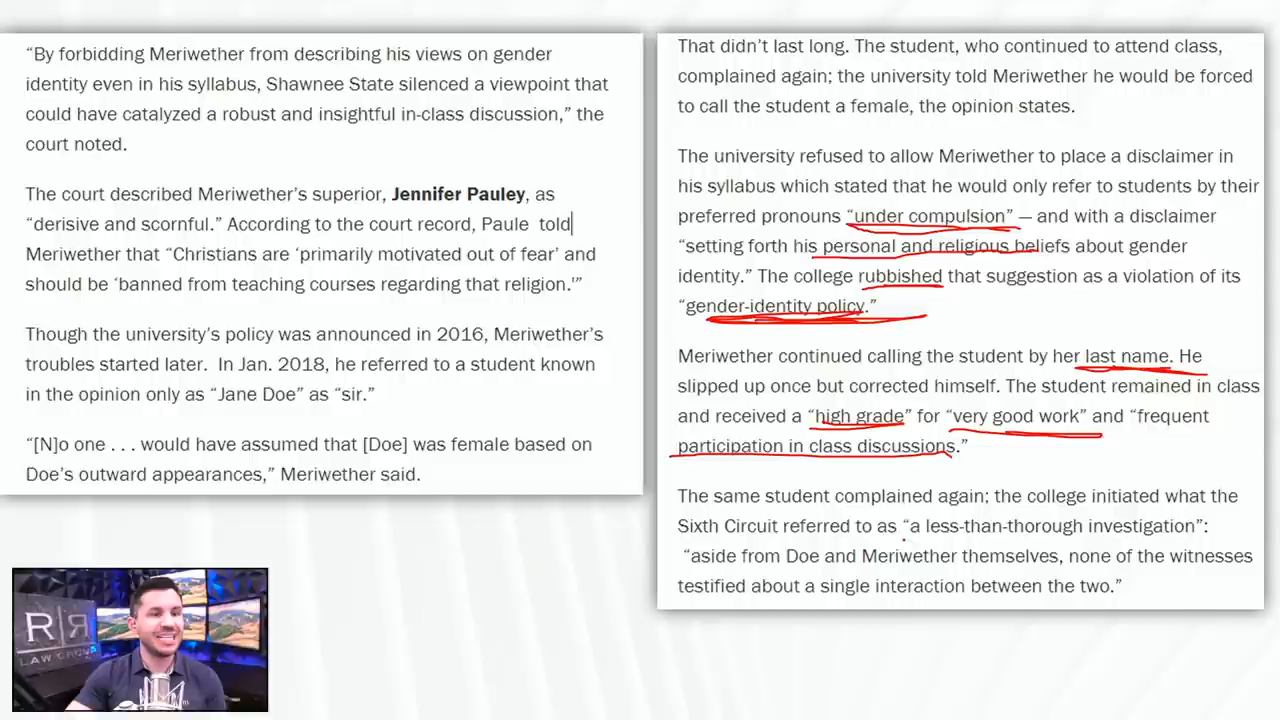 “By forbidding Meriwether from describing his views on gender
identity even in his syllabus, Shawnee State silenced a viewpoint that
could have catalyzed a robust and insightful in-class discussion,” the
court noted.
The court described Meriwether’s superior, Jennifer Pauley, as
“derisive and scornful.” According to the court record, Paule told
Meriwether that “Christians are ‘primarily motivated out of fear’ and
should be ‘banned from teaching courses regarding that religion.’”
Though the university’s policy was announced in 2016, Meriwether’s
troubles started later. In Jan. 2018, he referred to a student known
in the opinion only as “Jane Doe” as “sir.”
“[N]o one . . . would have assumed that [Doe] was female based on
Doe’s outward appearances,” Meriwether said.
That didn’t last long. The student, who continued to attend class,
complained again; the university told Meriwether he would be forced
to call the student a female, the opinion states.
The university refused to allow Meriwether to place a disclaimer in
his syllabus which stated that he would only refer to students by their
preferred pronouns “under compulsion” — and with a disclaimer
“setting forth his personal and religious beliefs about gender
identity.” The college rubbished that suggestion as a violation of its
“gender-identity policy.”
Meriwether continued calling the student by her last name. He
slipped up once but corrected himself. The student remained in class
and received a “high grade” for “very good work” and “frequent
participation in class discussions.”
The same student complained again; the college initiated what the
Sixth Circuit referred to as “a less-than-thorough investigation”:
“aside from Doe and Meriwether themselves, none of the witnesses
testified about a single interaction between the two.”
R|R
LAW GROUP